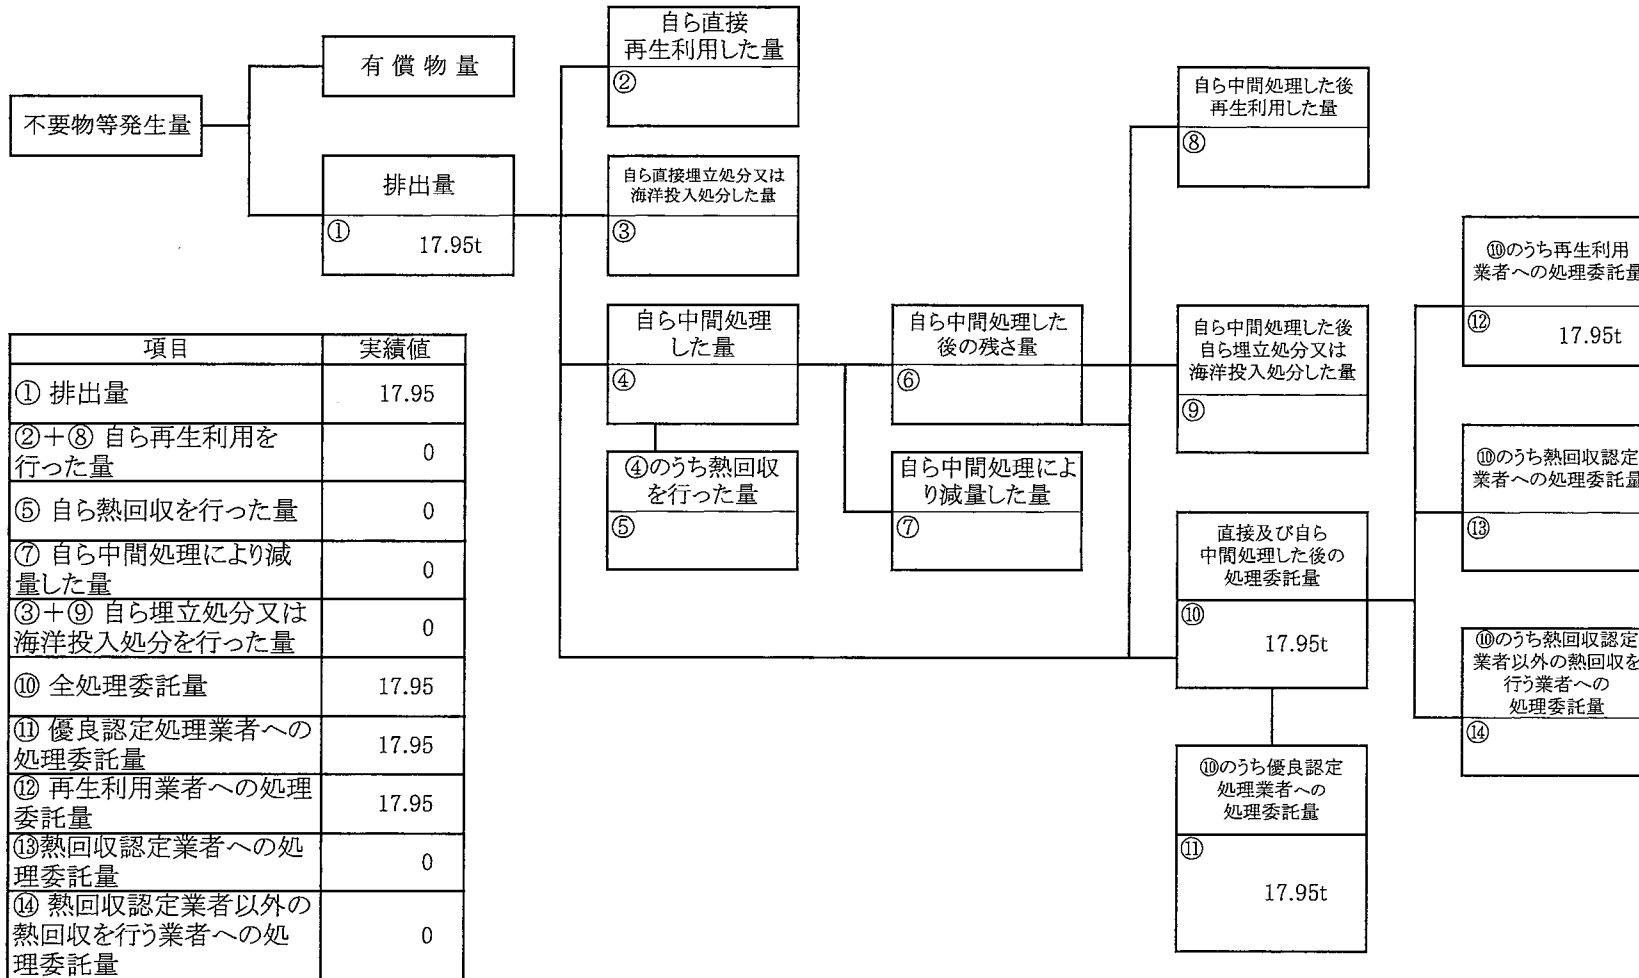 不要物等発生量
有 償 物 量
排出量
①
17.95t
自ら直接
再生利用した量
②
自ら直接埋立処分又は
海洋投入処分した量
③
自ら中間処理
した量
④
④のうち熱回収
を行った量
⑤
自ら中間処理した
後の残さ量
⑥
自ら中間処理によ
り減量した量
⑦
自ら中間処理した後
再生利用した量
⑧
自ら中間処理した後
自ら埋立処分又は
海洋投入処分した量
⑨
直接及び自ら
中間処理した後の
処理委託量
⑩
17.95t
⑩のうち優良認定
処理業者への
処理委託量
⑪
17.95t
⑩のうち再生利用
業者への処理委託量
⑫
17.95t
⑩のうち熱回収認定
業者への処理委託量
⑬
⑩のうち熱回収認定
業者以外の熱回収を
行う業者への
処理委託量
⑭
項目 実績値
① 排出量 17.95
②+⑧ 自ら再生利用を
行った量 0
⑤ 自ら熱回収を行った量 0
⑦ 自ら中間処理により減
量した量 0
③+⑨ 自ら埋立処分又は
海洋投入処分を行った量 0
⑩ 全処理委託量 17.95
⑪ 優良認定処理業者への
処理委託量 17.95
⑫ 再生利用業者への処理
委託量 17.95
⑬熱回収認定業者への処
理委託量 0
⑭ 熱回収認定業者以外の
熱回収を行う業者への処
理委託量 0